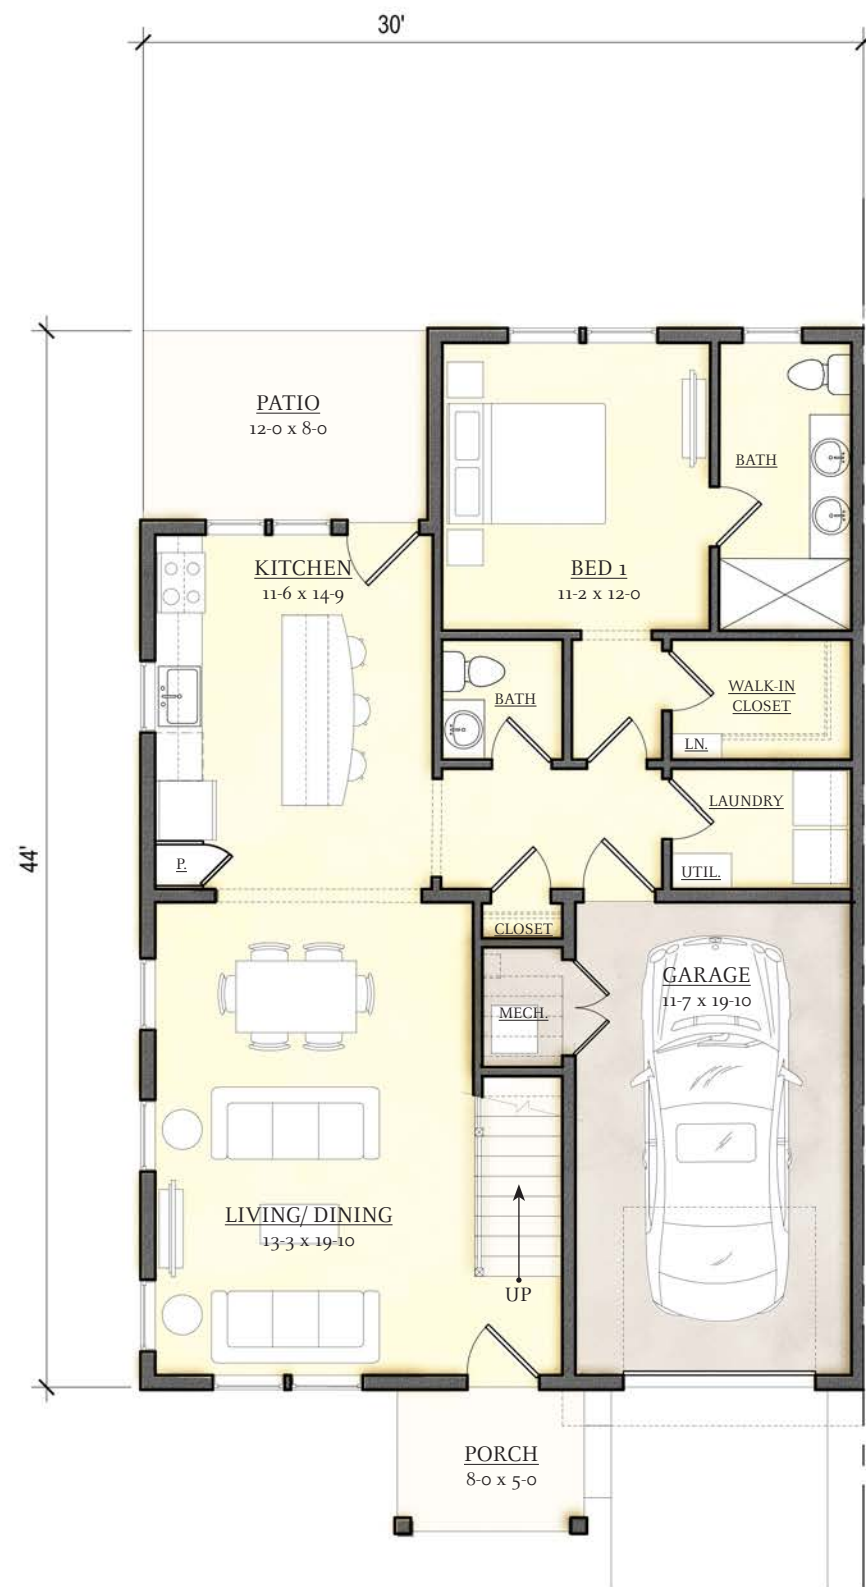 30'
44'
PATIO
12-0 x 8-0
BATH
KITCHEN
11-6 x 14-9
BED 1
11-2 x 12-0
BATH
WALK-IN
CLOSET
LN.
LAUNDRY
P.
UTIL.
CLOSET
GARAGE
11-7 x 19-10
MECH.
LIVING/ DINING
13-3 x 19-10
UP
PORCH
8-0 x 5-0